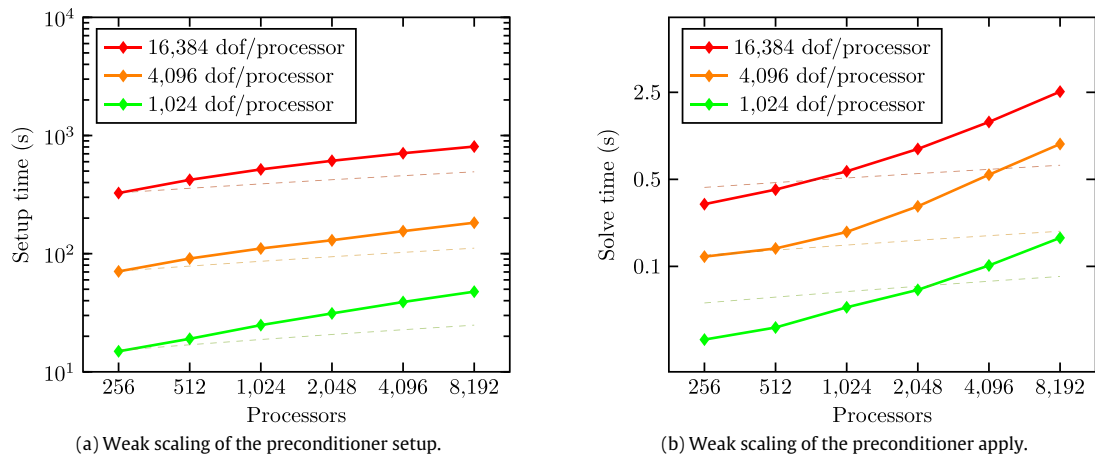 10^4
10^3
10^2
10^1
Setup time (s)
16,384 dof/processor
4,096 dof/processor
1,024 dof/processor
256 512 1,024 2,048 4,096 8,192
Processors
(a) Weak scaling of the preconditioner setup.
2.5
0.5
0.1
Solve time (s)
16,384 dof/processor
4,096 dof/processor
1,024 dof/processor
256 512 1,024 2,048 4,096 8,192
Processors
(b) Weak scaling of the preconditioner apply.